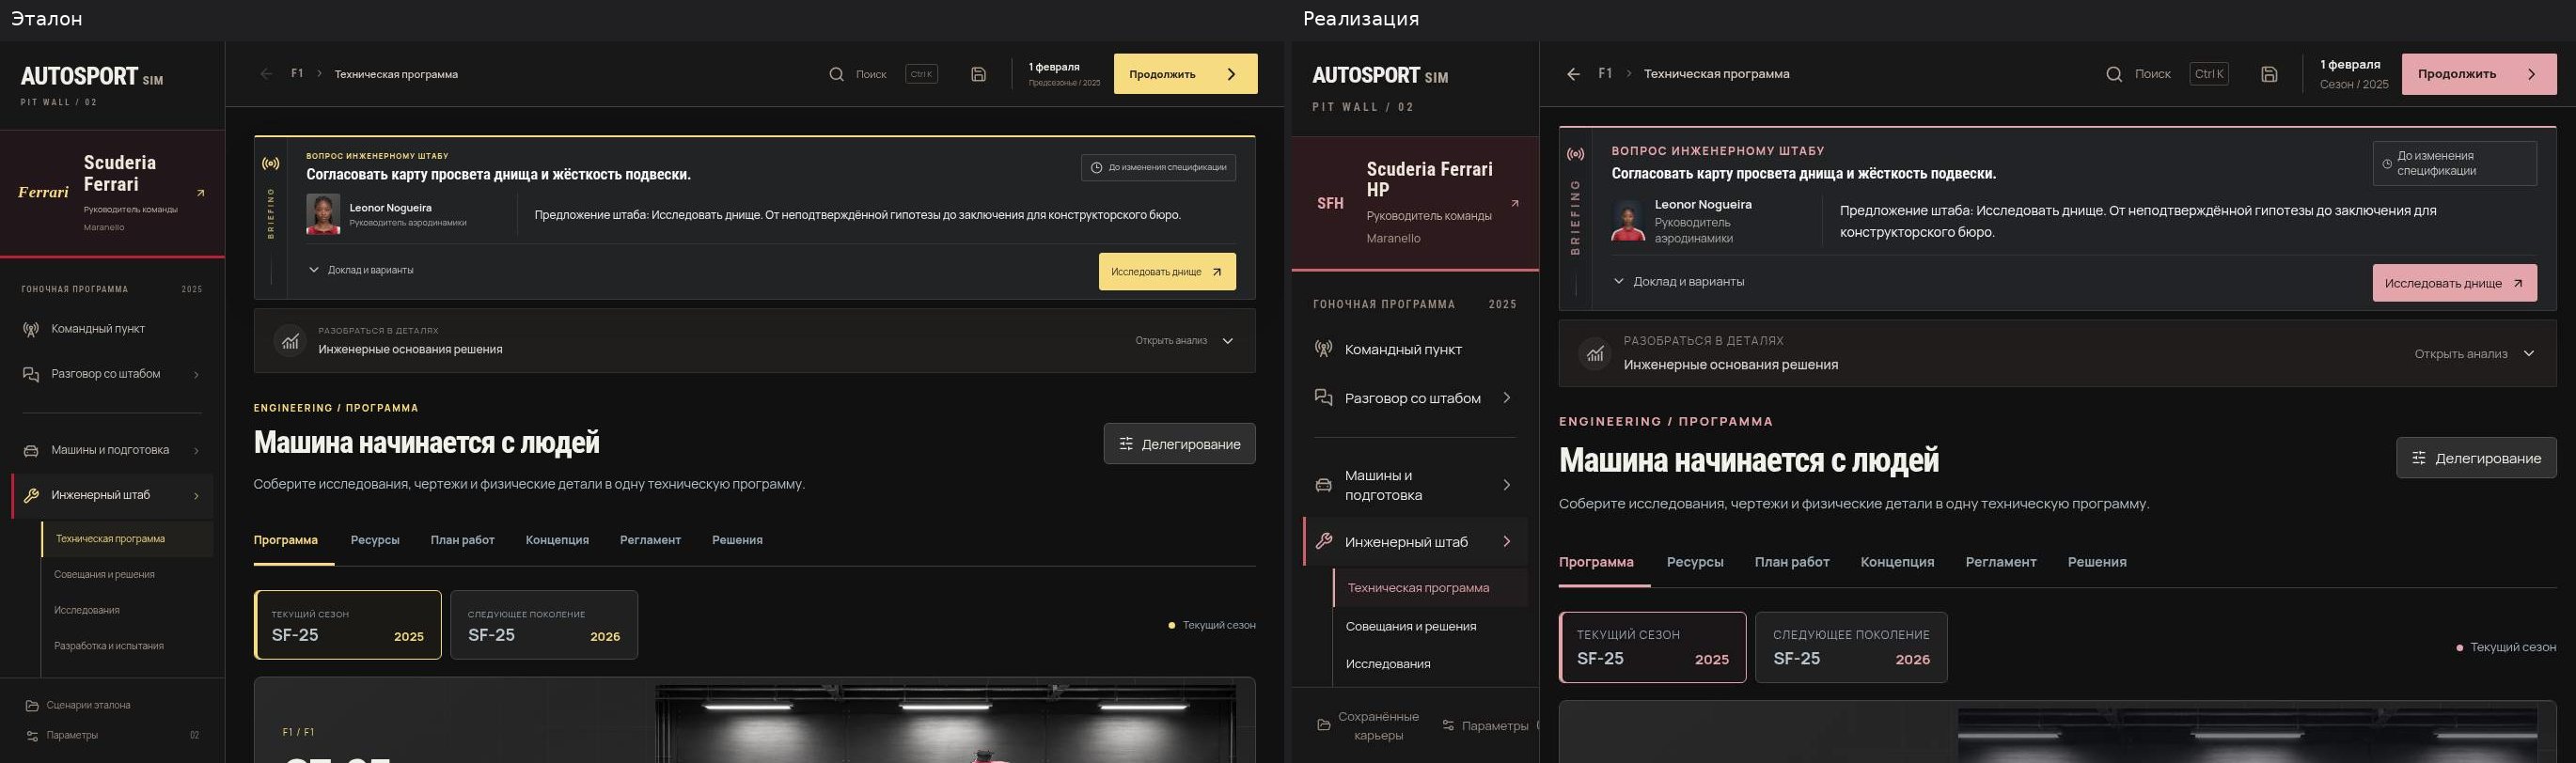 Эталон
AUTOSPORT SIM
PIT WALL / 02
Ferrari
Scuderia
Ferrari
Руководитель команды
Maranello
ГОНОЧНАЯ ПРОГРАММА 2025
Командный пункт
Разговор со штабом
Машины и подготовка
Инженерный штаб
Техническая программа
Совещания и решения
Исследования
Разработка и испытания
Сценарии эталона
Параметры 02
F1 Техническая программа
Поиск Ctrl K
1 февраля
Предсезонье / 2025
Продолжить
BRIEFING
ВОПРОС ИНЖЕНЕРНОМУ ШТАБУ
Согласовать карту просвета днища и жёсткость подвески.
До изменения спецификации
Leonor Nogueira
Руководитель аэродинамики
Предложение штаба: Исследовать днище. От неподтверждённой гипотезы до заключения для конструкторского бюро.
Доклад и варианты
Исследовать днище
РАЗОБРАТЬСЯ В ДЕТАЛЯХ
Инженерные основания решения
Открыть анализ
ENGINEERING / ПРОГРАММА
Машина начинается с людей
Делегирование
Соберите исследования, чертежи и физические детали в одну техническую программу.
Программа Ресурсы План работ Концепция Регламент Решения
ТЕКУЩИЙ СЕЗОН
SF-25 2025
СЛЕДУЮЩЕЕ ПОКОЛЕНИЕ
SF-25 2026
Текущий сезон
F1 / F1
Реализация
AUTOSPORT SIM
PIT WALL / 02
SFH
Scuderia Ferrari
HP
Руководитель команды
Maranello
ГОНОЧНАЯ ПРОГРАММА 2025
Командный пункт
Разговор со штабом
Машины и
подготовка
Инженерный штаб
Техническая программа
Совещания и решения
Исследования
Сохранённые
карьеры
Параметры
F1 Техническая программа
Поиск Ctrl K
1 февраля
Сезон / 2025
Продолжить
BRIEFING
ВОПРОС ИНЖЕНЕРНОМУ ШТАБУ
Согласовать карту просвета днища и жёсткость подвески.
До изменения
спецификации
Leonor Nogueira
Руководитель
аэродинамики
Предложение штаба: Исследовать днище. От неподтверждённой гипотезы до заключения для
конструкторского бюро.
Доклад и варианты
Исследовать днище
РАЗОБРАТЬСЯ В ДЕТАЛЯХ
Инженерные основания решения
Открыть анализ
ENGINEERING / ПРОГРАММА
Машина начинается с людей
Делегирование
Соберите исследования, чертежи и физические детали в одну техническую программу.
Программа Ресурсы План работ Концепция Регламент Решения
ТЕКУЩИЙ СЕЗОН
SF-25 2025
СЛЕДУЮЩЕЕ ПОКОЛЕНИЕ
SF-25 2026
Текущий сезон